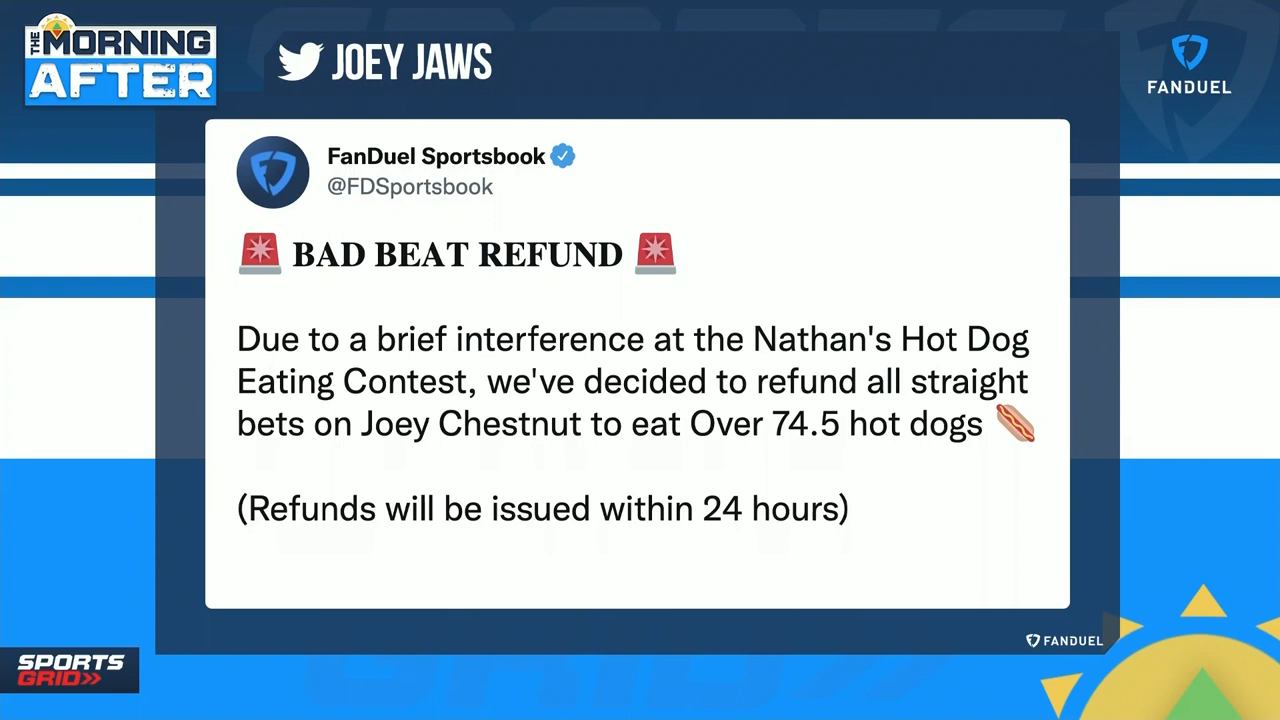 THE MORNING
AFTER
JOEY JAWS
FANDUEL
FanDuel Sportsbook
@FDSportsbook
🚨 BAD BEAT REFUND 🚨
Due to a brief interference at the Nathan's Hot Dog
Eating Contest, we've decided to refund all straight
bets on Joey Chestnut to eat Over 74.5 hot dogs 🌭
(Refunds will be issued within 24 hours)
FANDUEL
SPORTS
GRID